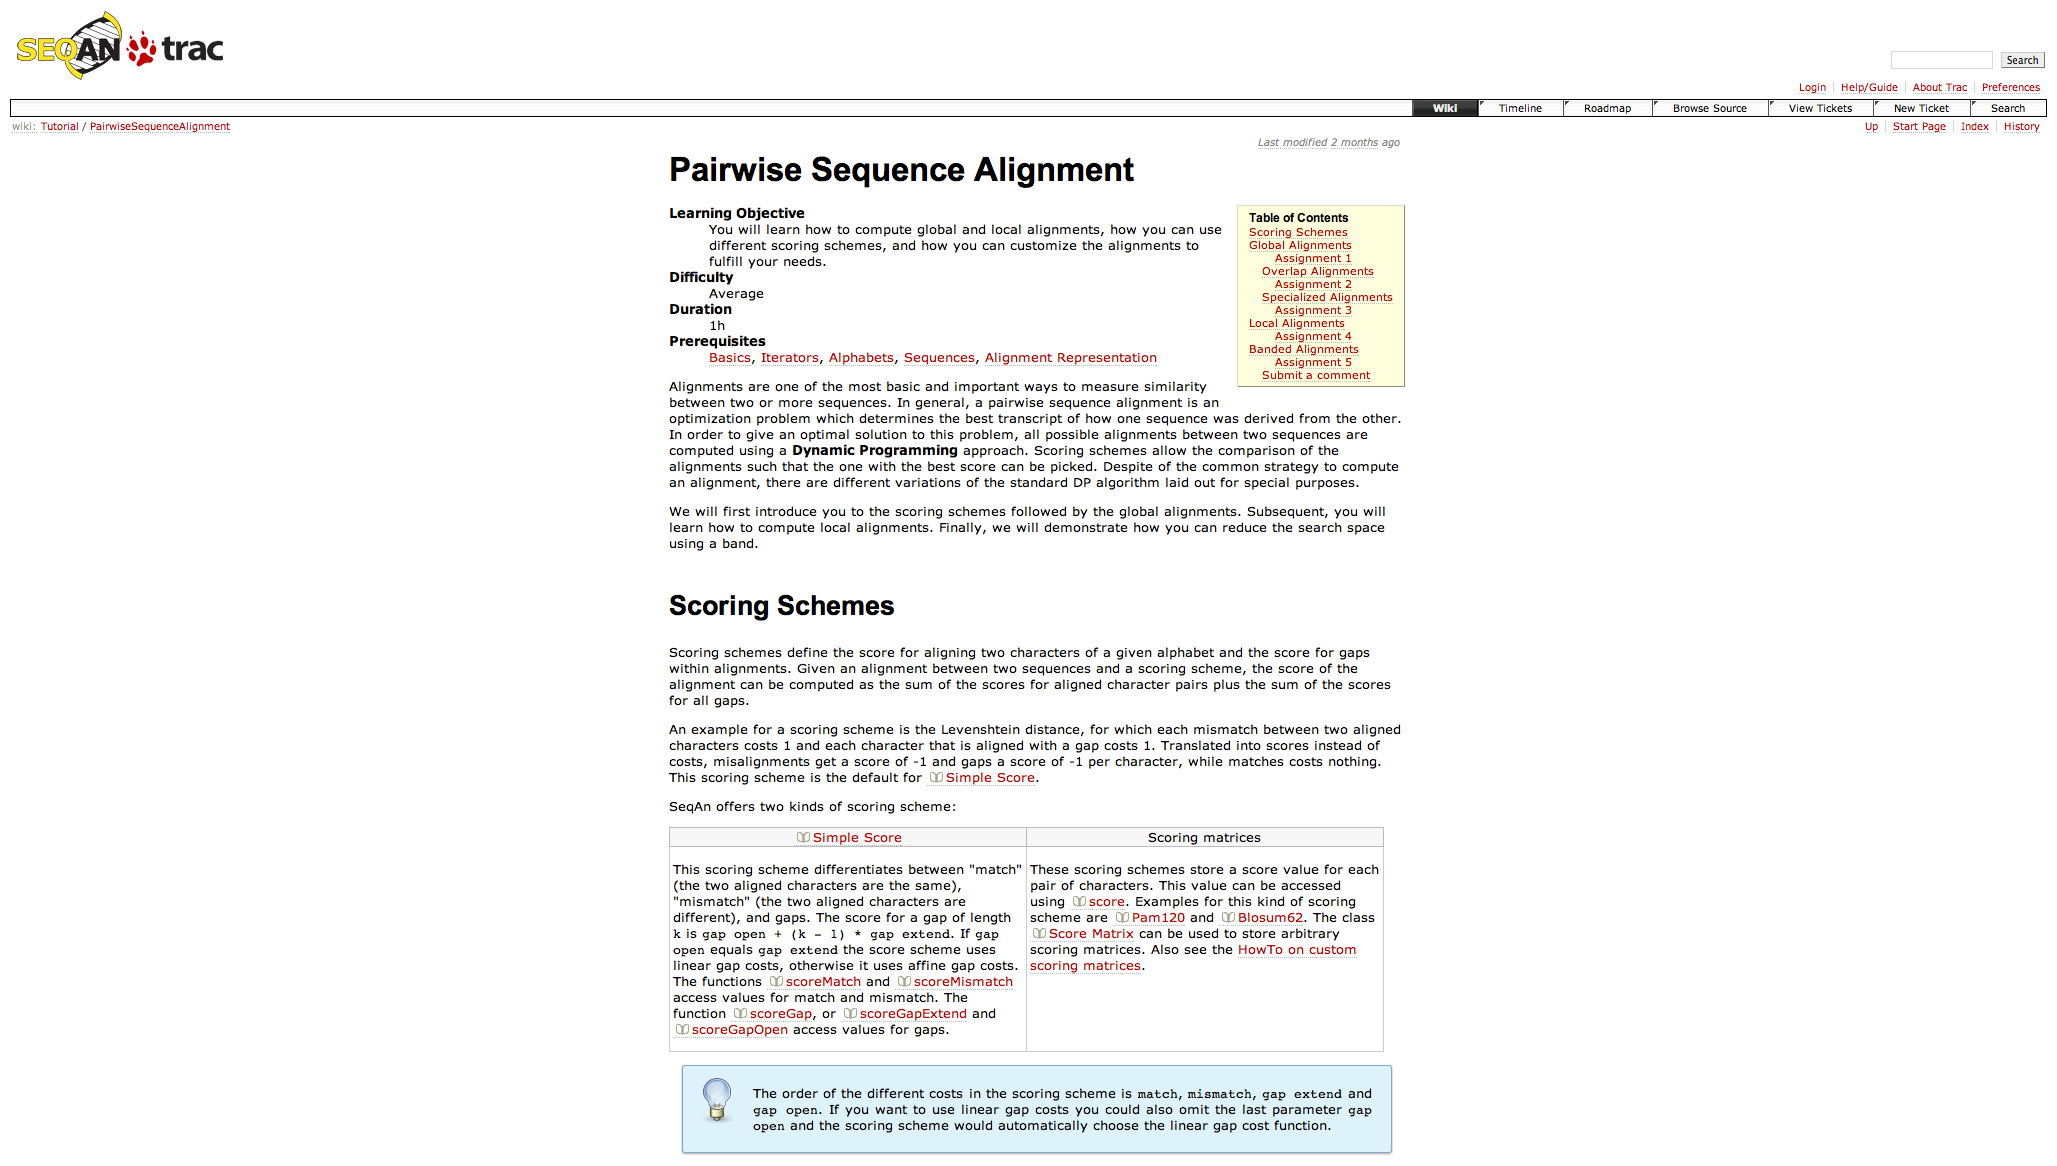 SEQAN trac
Search
Login Help/Guide About Trac Preferences
Wiki Timeline Roadmap Browse Source View Tickets New Ticket Search
wiki: Tutorial / PairwiseSequenceAlignment
Up Start Page Index History
Last modified 2 months ago
Pairwise Sequence Alignment
Learning Objective
You will learn how to compute global and local alignments, how you can use
different scoring schemes, and how you can customize the alignments to
fulfill your needs.
Difficulty
Average
Duration
1h
Prerequisites
Basics, Iterators, Alphabets, Sequences, Alignment Representation
Table of Contents
Scoring Schemes
Global Alignments
Assignment 1
Overlap Alignments
Assignment 2
Specialized Alignments
Assignment 3
Local Alignments
Assignment 4
Banded Alignments
Assignment 5
Submit a comment
Alignments are one of the most basic and important ways to measure similarity
between two or more sequences. In general, a pairwise sequence alignment is an
optimization problem which determines the best transcript of how one sequence was derived from the other.
In order to give an optimal solution to this problem, all possible alignments between two sequences are
computed using a Dynamic Programming approach. Scoring schemes allow the comparison of the
alignments such that the one with the best score can be picked. Despite of the common strategy to compute
an alignment, there are different variations of the standard DP algorithm laid out for special purposes.
We will first introduce you to the scoring schemes followed by the global alignments. Subsequent, you will
learn how to compute local alignments. Finally, we will demonstrate how you can reduce the search space
using a band.
Scoring Schemes
Scoring schemes define the score for aligning two characters of a given alphabet and the score for gaps
within alignments. Given an alignment between two sequences and a scoring scheme, the score of the
alignment can be computed as the sum of the scores for aligned character pairs plus the sum of the scores
for all gaps.
An example for a scoring scheme is the Levenshtein distance, for which each mismatch between two aligned
characters costs 1 and each character that is aligned with a gap costs 1. Translated into scores instead of
costs, misalignments get a score of -1 and gaps a score of -1 per character, while matches costs nothing.
This scoring scheme is the default for Simple Score.
SeqAn offers two kinds of scoring scheme:
Simple Score
This scoring scheme differentiates between "match"
(the two aligned characters are the same),
"mismatch" (the two aligned characters are
different), and gaps. The score for a gap of length
k is gap open + (k - 1) * gap extend. If gap
open equals gap extend the score scheme uses
linear gap costs, otherwise it uses affine gap costs.
The functions scoreMatch and scoreMismatch
access values for match and mismatch. The
function scoreGap, or scoreGapExtend and
scoreGapOpen access values for gaps.
Scoring matrices
These scoring schemes store a score value for each
pair of characters. This value can be accessed
using score. Examples for this kind of scoring
scheme are Pam120 and Blosum62. The class
Score Matrix can be used to store arbitrary
scoring matrices. Also see the HowTo on custom
scoring matrices.
The order of the different costs in the scoring scheme is match, mismatch, gap extend and
gap open. If you want to use linear gap costs you could also omit the last parameter gap
open and the scoring scheme would automatically choose the linear gap cost function.